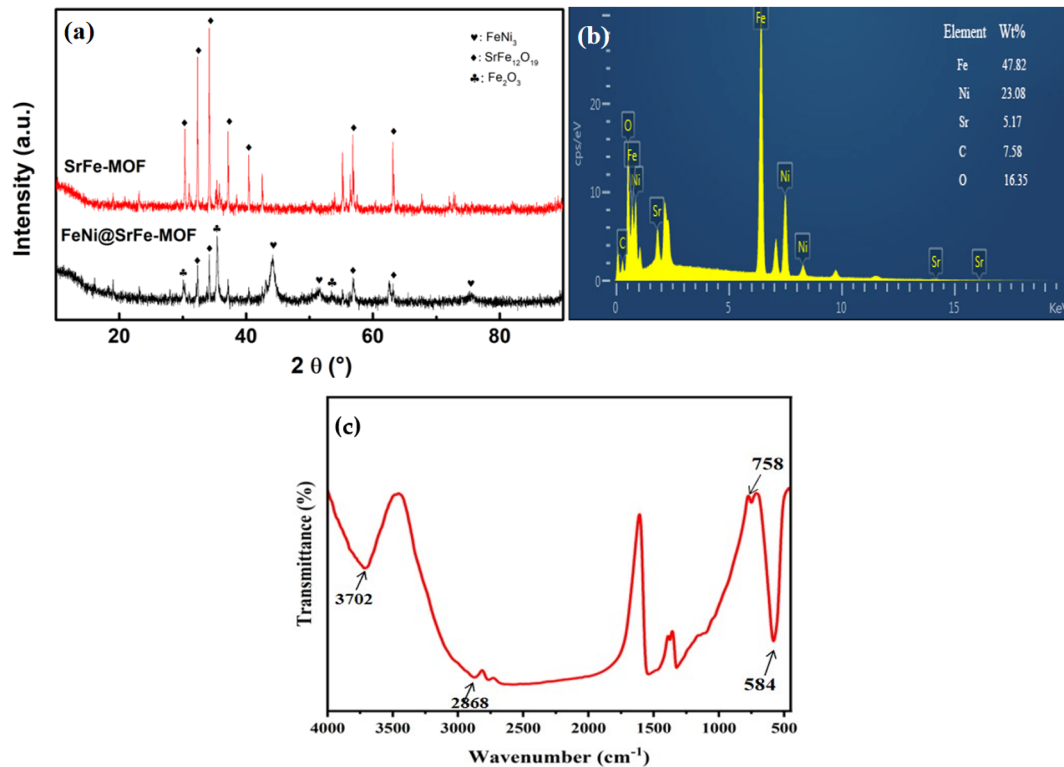 (a)
♥: FeNi₃
♦: SrFe₁₂O₁₉
♣: Fe₂O₃
SrFe-MOF
FeNi@SrFe-MOF
Intensity (a.u.)
20 40 60 80
2 θ (°)
(b)
Element Wt%
Fe 47.82
Ni 23.08
Sr 5.17
C 7.58
O 16.35
cps/eV
20
10
0
Fe
O
Fe
Ni
Ni
Sr
C
Ni
Sr
Sr
0 5 10 15 KeV
(c)
758
3702
2868
584
Transmittance (%)
4000 3500 3000 2500 2000 1500 1000 500
Wavenumber (cm⁻¹)